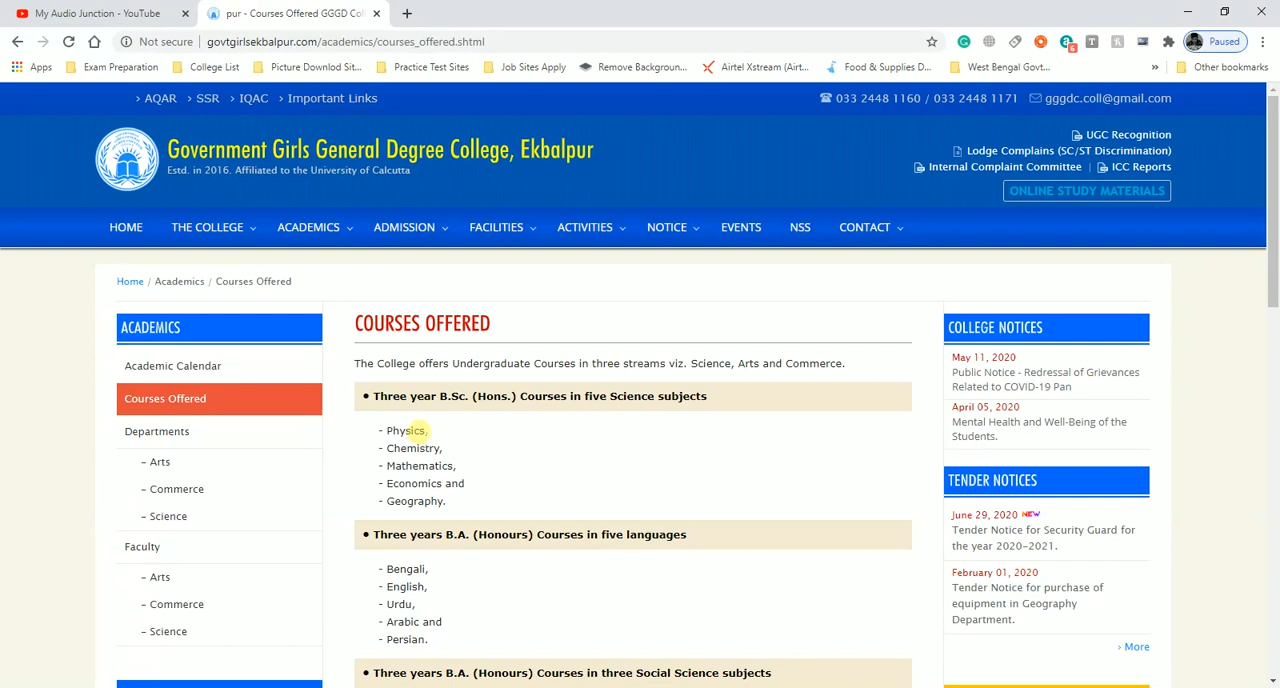 My Audio Junction - YouTube
pur - Courses Offered GGGD Coll
Not secure
govtgirlsekbalpur.com/academics/courses_offered.shtml
6
Paused
Apps
Exam Preparation
College List
Picture Downlod Sit...
Practice Test Sites
Job Sites Apply
Remove Backgroun...
Airtel Xstream (Airt...
Food & Supplies D...
West Bengal Govt...
»
Other bookmarks
› AQAR › SSR › IQAC › Important Links
033 2448 1160 / 033 2448 1171 gggdc.coll@gmail.com
Government Girls General Degree College, Ekbalpur
Estd. in 2016. Affiliated to the University of Calcutta
UGC Recognition
Lodge Complains (SC/ST Discrimination)
Internal Complaint Committee | ICC Reports
ONLINE STUDY MATERIALS
HOME THE COLLEGE ACADEMICS ADMISSION FACILITIES ACTIVITIES NOTICE EVENTS NSS CONTACT
Home / Academics / Courses Offered
ACADEMICS
Academic Calendar
Courses Offered
Departments
– Arts
– Commerce
– Science
Faculty
– Arts
– Commerce
– Science
COURSES OFFERED
The College offers Undergraduate Courses in three streams viz. Science, Arts and Commerce.
• Three year B.Sc. (Hons.) Courses in five Science subjects
- Physics,
- Chemistry,
- Mathematics,
- Economics and
- Geography.
• Three years B.A. (Honours) Courses in five languages
- Bengali,
- English,
- Urdu,
- Arabic and
- Persian.
• Three years B.A. (Honours) Courses in three Social Science subjects
COLLEGE NOTICES
May 11, 2020
Public Notice - Redressal of Grievances
Related to COVID-19 Pan
April 05, 2020
Mental Health and Well-Being of the
Students.
TENDER NOTICES
June 29, 2020 NEW
Tender Notice for Security Guard for
the year 2020-2021.
February 01, 2020
Tender Notice for purchase of
equipment in Geography
Department.
› More